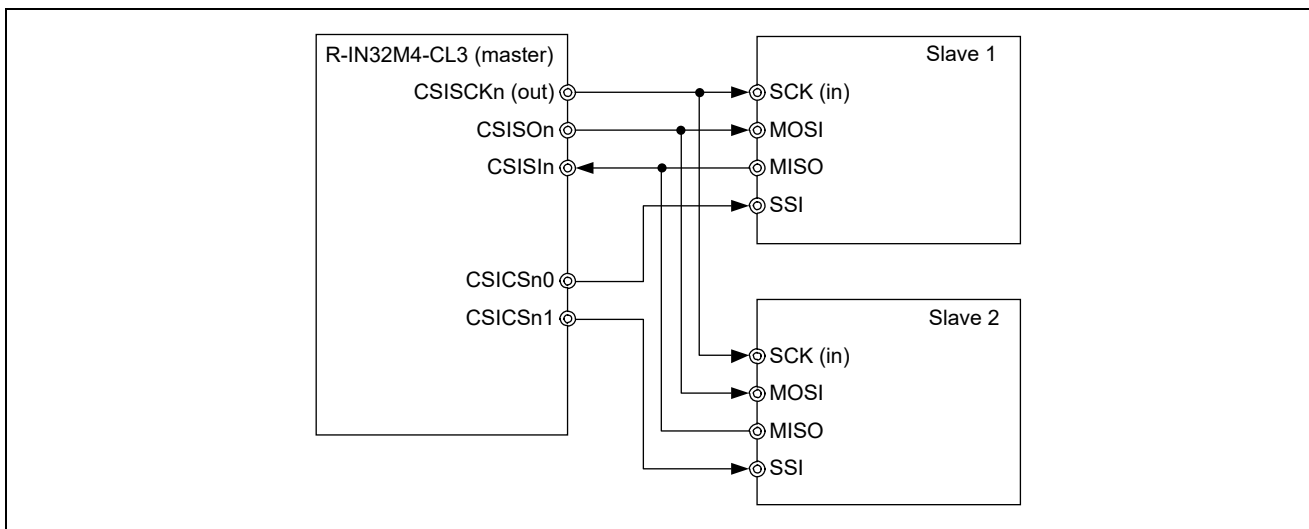 R-IN32M4-CL3 (master)
CSISCKn (out)
CSISOn
CSISIn
CSICSn0
CSICSn1
Slave 1
SCK (in)
MOSI
MISO
SSI
Slave 2
SCK (in)
MOSI
MISO
SSI